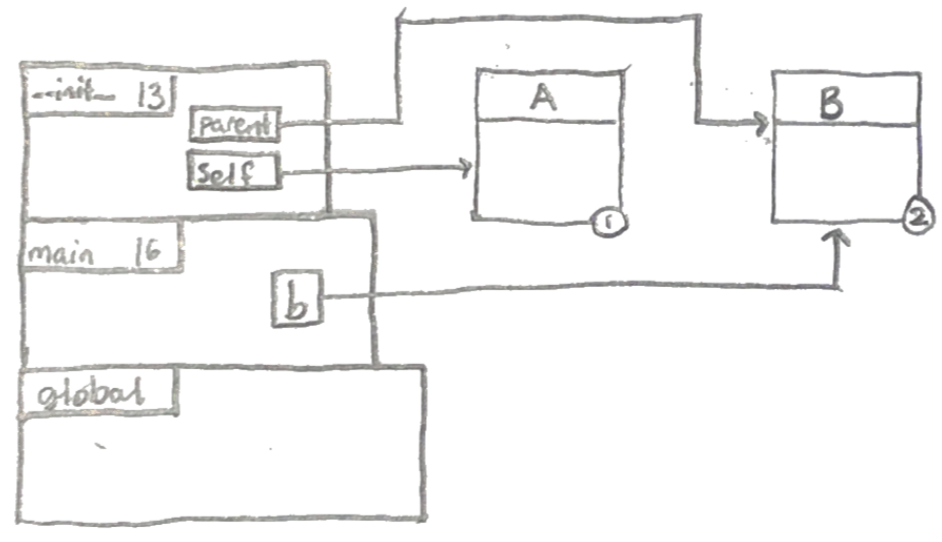 __init__ 13
parent
self
main 16
b
global
A
1
B
2